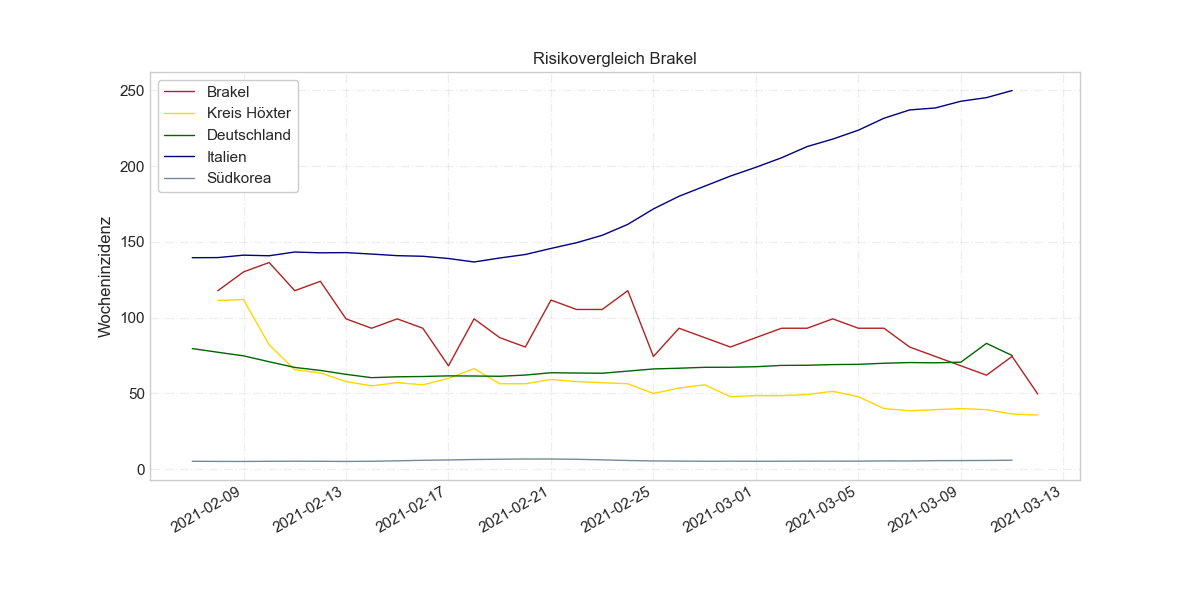 Risikovergleich Brakel
Brakel
Kreis Höxter
Deutschland
Italien
Südkorea
Wocheninzidenz
250
200
150
100
50
0
2021-02-09
2021-02-13
2021-02-17
2021-02-21
2021-02-25
2021-03-01
2021-03-05
2021-03-09
2021-03-13